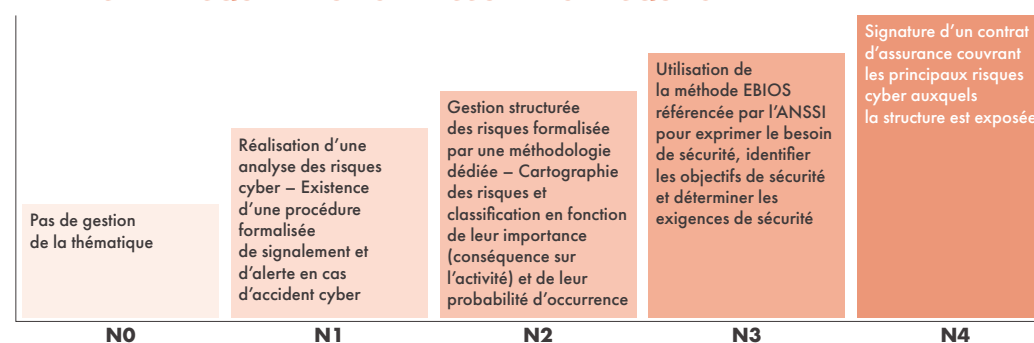 Pas de gestion
de la thématique
Réalisation d’une
analyse des risques
cyber – Existence
d’une procédure
formalisée
de signalement et
d’alerte en cas
d’accident cyber
Gestion structurée
des risques formalisée
par une méthodologie
dédiée – Cartographie
des risques et
classification en fonction
de leur importance
(conséquence sur
l’activité) et de leur
probabilité d’occurrence
Utilisation de
la méthode EBIOS
référencée par l’ANSSI
pour exprimer le besoin
de sécurité, identifier
les objectifs de sécurité
et déterminer les
exigences de sécurité
Signature d’un contrat
d’assurance couvrant
les principaux risques
cyber auxquels
la structure est exposée
N0
N1
N2
N3
N4